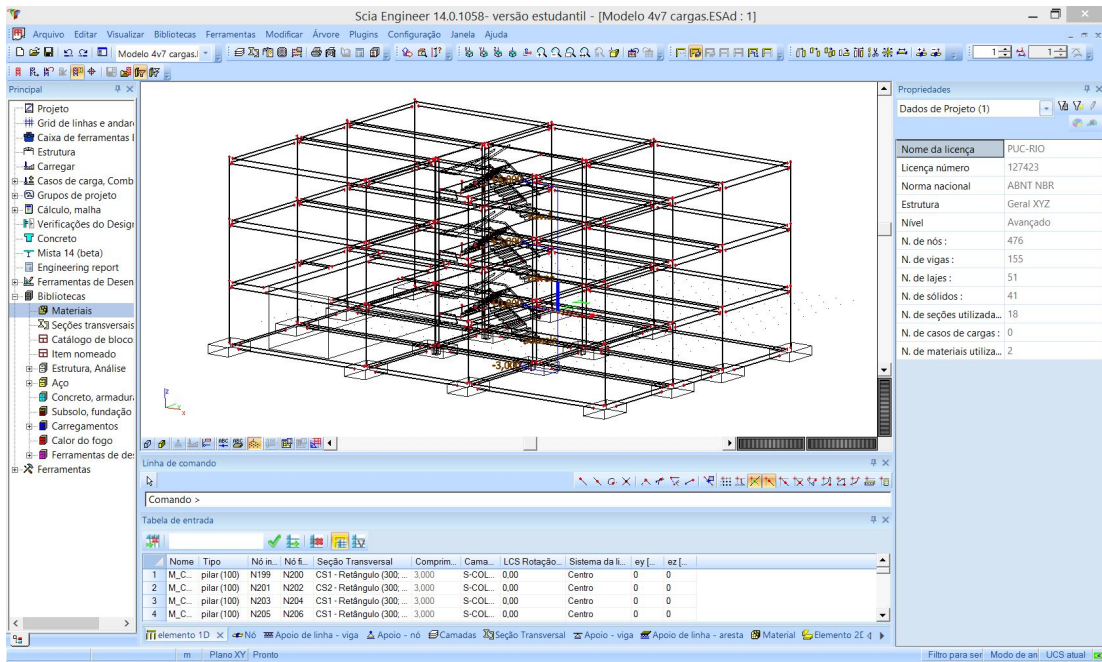 Scia Engineer 14.0.1058- versão estudantil - [Modelo 4v7 cargas.ESAd : 1]
Arquivo Editar Visualizar Bibliotecas Ferramentas Modificar Árvore Plugins Configuração Janela Ajuda
Modelo 4v7 cargas.l
1
1
Principal
Projeto
Grid de linhas e andar
Caixa de ferramentas
Estrutura
Carregar
Casos de carga, Comb
Grupos de projeto
Cálculo, malha
Verificações do Design
Concreto
Mista 14 (beta)
Engineering report
Ferramentas de Desen
Bibliotecas
Materiais
Seções transversais
Catálogo de bloco
Item nomeado
Estrutura, Análise
Aço
Concreto, armadura
Subsolo, fundação
Carregamentos
Calor do fogo
Ferramentas de de
Ferramentas
-3,000
z
x
Propriedades
Dados de Projeto (1)
Nome da licença PUC-RIO
Licença número 127423
Norma nacional ABNT NBR
Estrutura Geral XYZ
Nível Avançado
N. de nós : 476
N. de vigas : 155
N. de lajes : 51
N. de sólidos : 41
N. de seções utilizada... 18
N. de casos de cargas : 0
N. de materiais utiliza... 2
Linha de comando
Comando >
Tabela de entrada
Nome Tipo Nó in... Nó fi... Seção Transversal Comprim... Cama... LCS Rotação... Sistema da li... ey [... ez [...
1 M_C... pilar (100) N199 N200 CS1 - Retângulo (300; ... 3,000 S-COL... 0,00 Centro 0 0
2 M_C... pilar (100) N201 N202 CS2 - Retângulo (300; ... 3,000 S-COL... 0,00 Centro 0 0
3 M_C... pilar (100) N203 N204 CS1 - Retângulo (300; ... 3,000 S-COL... 0,00 Centro 0 0
4 M_C... pilar (100) N205 N206 CS1 - Retângulo (300; ... 3,000 S-COL... 0,00 Centro 0 0
elemento 1D Nó Apoio de linha - viga Apoio - nó Camadas Seção Transversal Apoio - viga Apoio de linha - aresta Material Elemento 2D
m Plano XY Pronto Filtro para ser Modo de an UCS atual